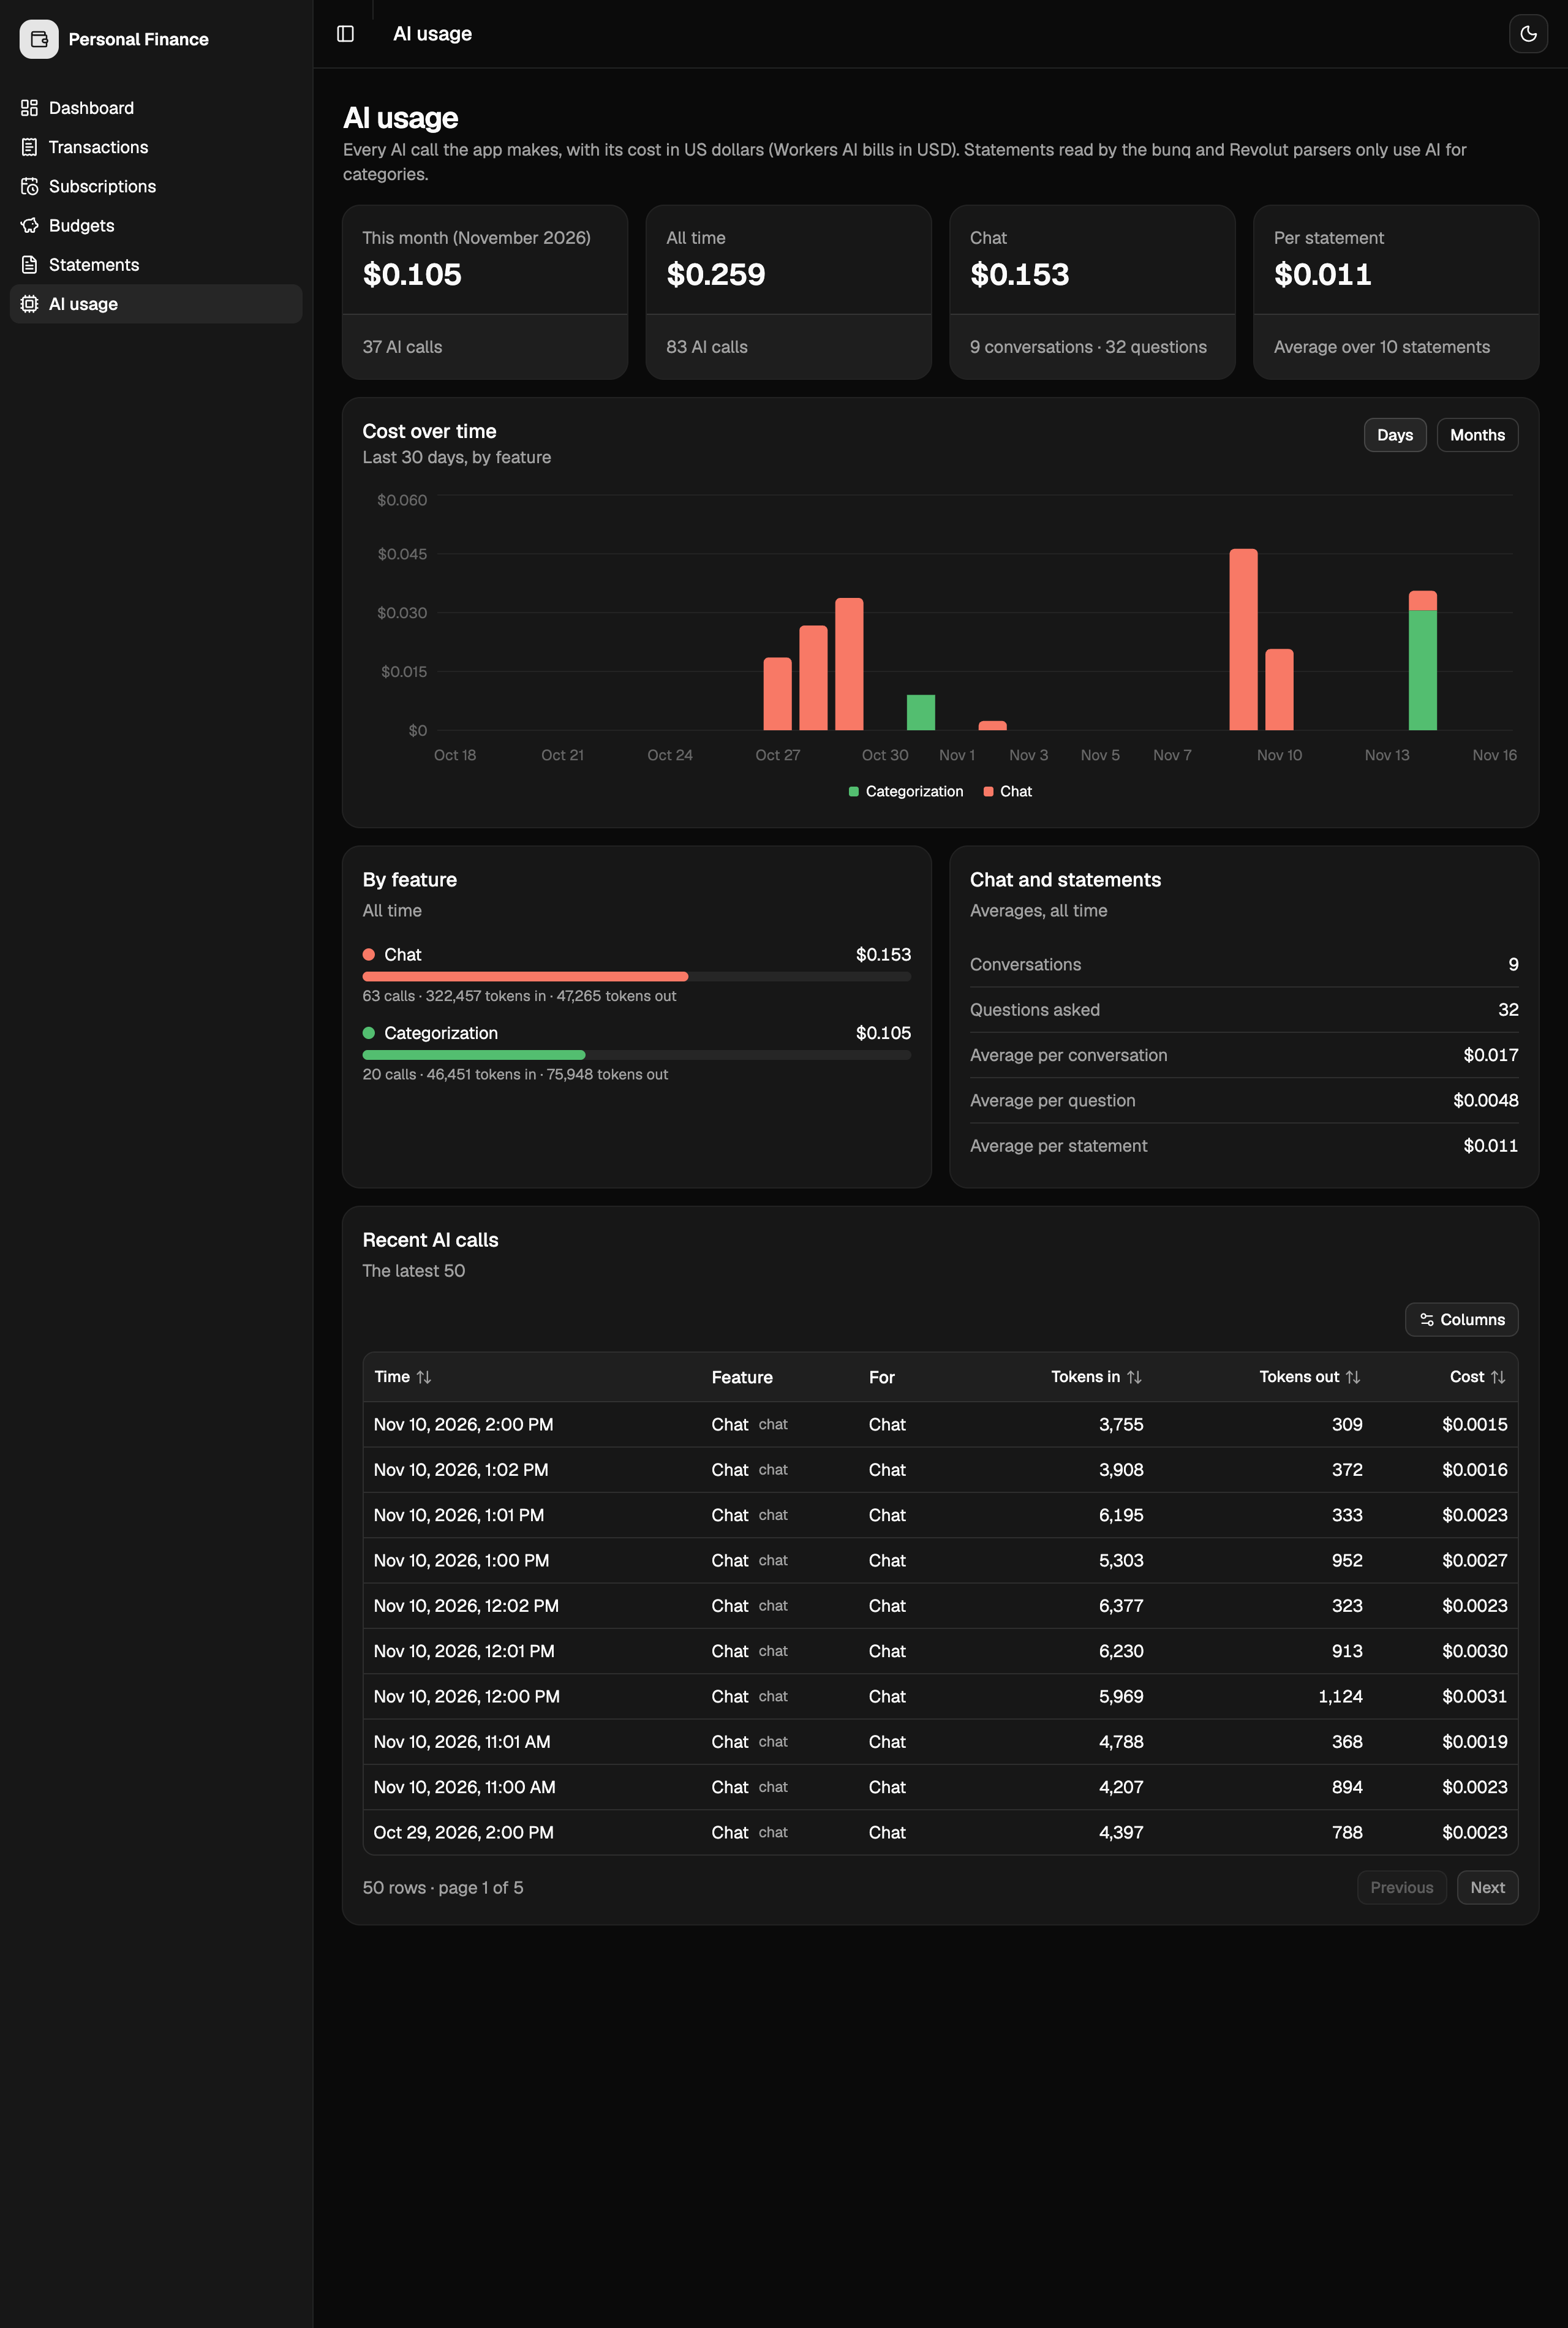 Personal Finance
Dashboard
Transactions
Subscriptions
Budgets
Statements
AI usage
AI usage
AI usage
Every AI call the app makes, with its cost in US dollars (Workers AI bills in USD). Statements read by the bunq and Revolut parsers only use AI for
categories.
This month (November 2026)
$0.105
37 AI calls
All time
$0.259
83 AI calls
Chat
$0.153
9 conversations · 32 questions
Per statement
$0.011
Average over 10 statements
Cost over time
Last 30 days, by feature
Days Months
$0.060
$0.045
$0.030
$0.015
$0
Oct 18 Oct 21 Oct 24 Oct 27 Oct 30 Nov 1 Nov 3 Nov 5 Nov 7 Nov 10 Nov 13 Nov 16
Categorization Chat
By feature
All time
Chat $0.153
63 calls · 322,457 tokens in · 47,265 tokens out
Categorization $0.105
20 calls · 46,451 tokens in · 75,948 tokens out
Chat and statements
Averages, all time
Conversations 9
Questions asked 32
Average per conversation $0.017
Average per question $0.0048
Average per statement $0.011
Recent AI calls
The latest 50
Columns
Time Feature For Tokens in Tokens out Cost
Nov 10, 2026, 2:00 PM Chat chat Chat 3,755 309 $0.0015
Nov 10, 2026, 1:02 PM Chat chat Chat 3,908 372 $0.0016
Nov 10, 2026, 1:01 PM Chat chat Chat 6,195 333 $0.0023
Nov 10, 2026, 1:00 PM Chat chat Chat 5,303 952 $0.0027
Nov 10, 2026, 12:02 PM Chat chat Chat 6,377 323 $0.0023
Nov 10, 2026, 12:01 PM Chat chat Chat 6,230 913 $0.0030
Nov 10, 2026, 12:00 PM Chat chat Chat 5,969 1,124 $0.0031
Nov 10, 2026, 11:01 AM Chat chat Chat 4,788 368 $0.0019
Nov 10, 2026, 11:00 AM Chat chat Chat 4,207 894 $0.0023
Oct 29, 2026, 2:00 PM Chat chat Chat 4,397 788 $0.0023
50 rows · page 1 of 5
Previous Next